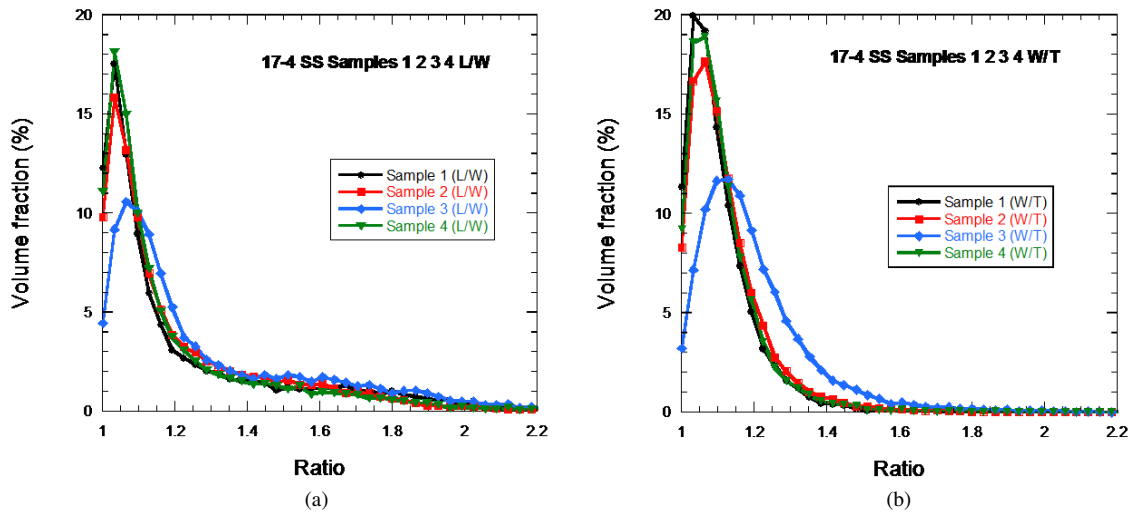 17-4 SS Samples 1 2 3 4 L/W
Volume fraction (%)
20
15
10
5
0
Sample 1 (L/W)
Sample 2 (L/W)
Sample 3 (L/W)
Sample 4 (L/W)
1 1.2 1.4 1.6 1.8 2 2.2
Ratio
(a)
17-4 SS Samples 1 2 3 4 W/T
Volume fraction (%)
20
15
10
5
0
Sample 1 (W/T)
Sample 2 (W/T)
Sample 3 (W/T)
Sample 4 (W/T)
1 1.2 1.4 1.6 1.8 2 2.2
Ratio
(b)